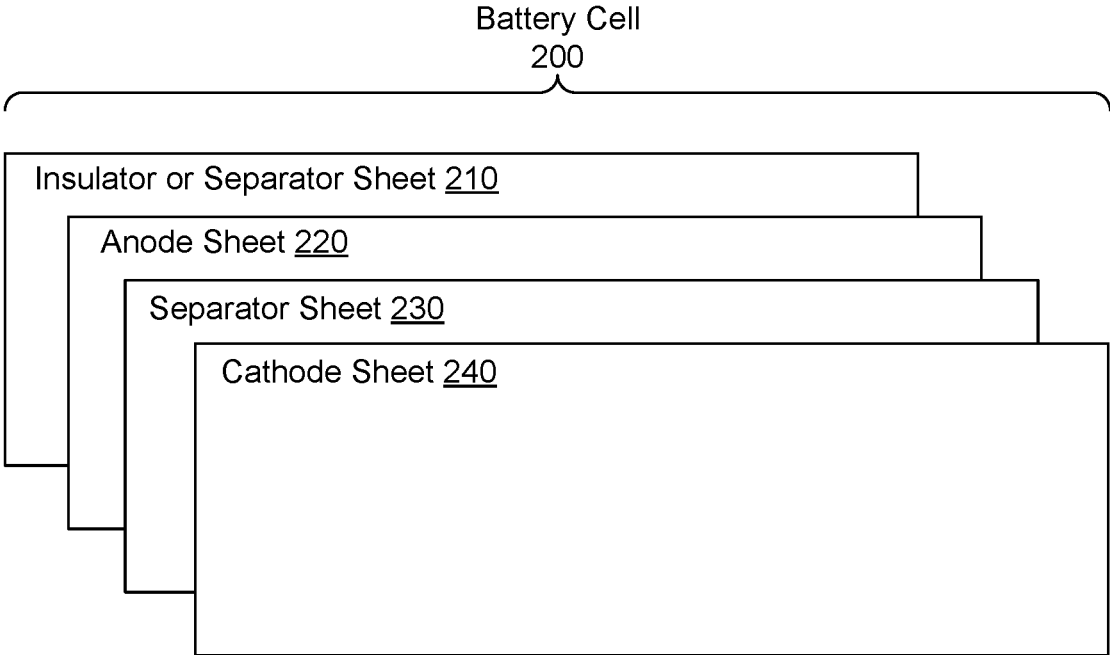 Battery Cell
200
Insulator or Separator Sheet 210
Anode Sheet 220
Separator Sheet 230
Cathode Sheet 240